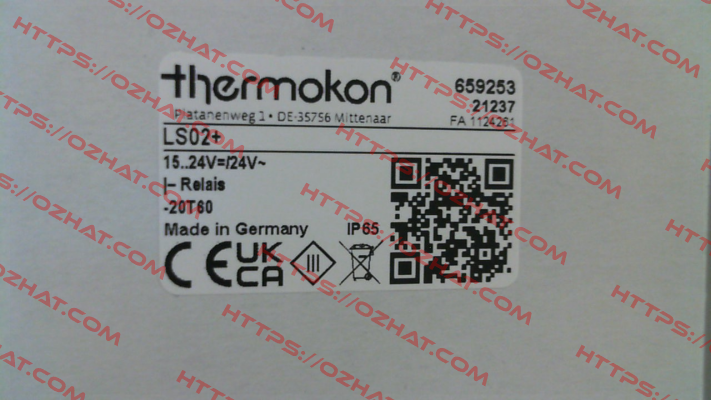 thermokon®
659253
21237
Platanenweg 1 • DE-35756 Mittenaar
FA 1124261
LS02+
15..24V=/24V~
|- Relais
-20T60
Made in Germany
IP65
CE UK CA III
HTTPS://OZHAT.COM